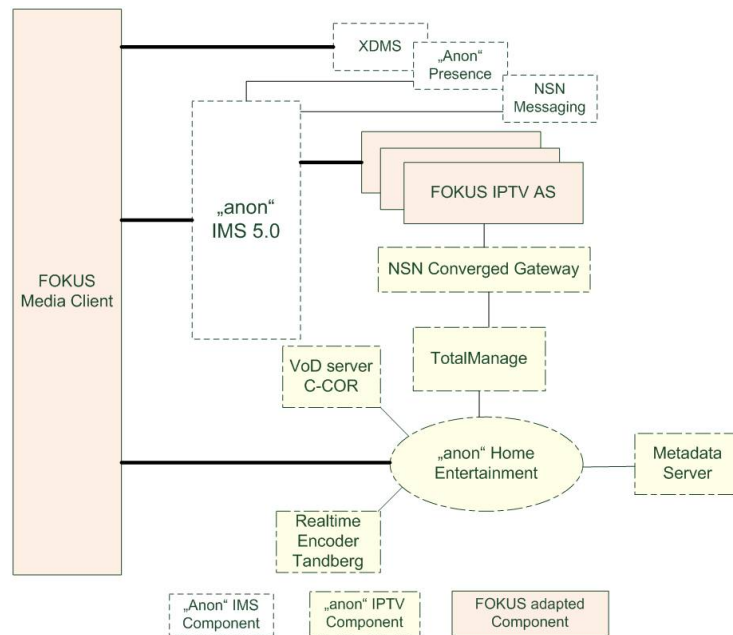 XDMS
„Anon“
Presence
NSN
Messaging
„anon“
IMS 5.0
FOKUS IPTV AS
FOKUS
Media Client
NSN Converged Gateway
VoD server
C-COR
TotalManage
„anon“ Home
Entertainment
Metadata
Server
Realtime
Encoder
Tandberg
„Anon“ IMS
Component
„anon“ IPTV
Component
FOKUS adapted
Component